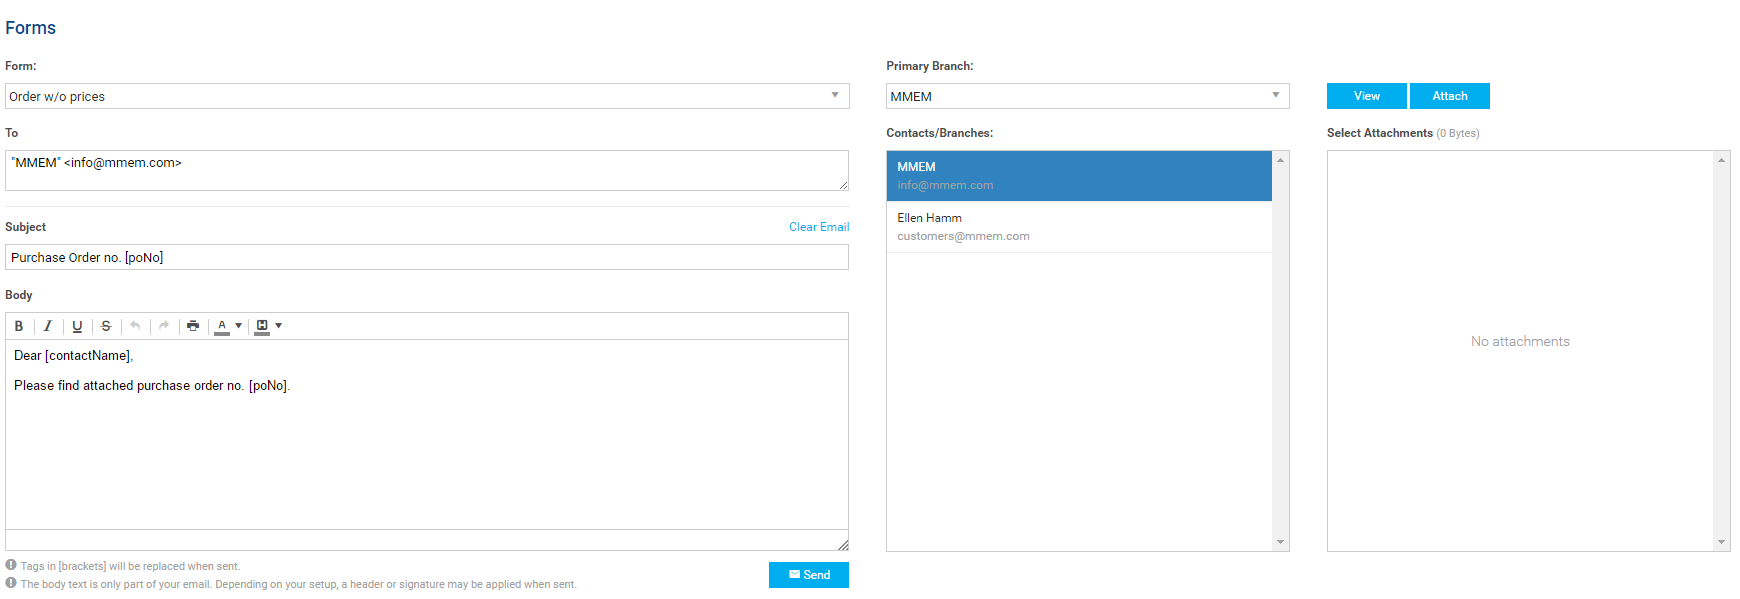 Forms
Form:
Order w/o prices
To
"MMEM" <info@mmem.com>
Subject
Clear Email
Purchase Order no. [poNo]
Body
B I U S A H
Dear [contactName],
Please find attached purchase order no. [poNo].
Tags in [brackets] will be replaced when sent.
The body text is only part of your email. Depending on your setup, a header or signature may be applied when sent.
Send
Primary Branch:
MMEM
Contacts/Branches:
MMEM
info@mmem.com
Ellen Hamm
customers@mmem.com
View
Attach
Select Attachments (0 Bytes)
No attachments